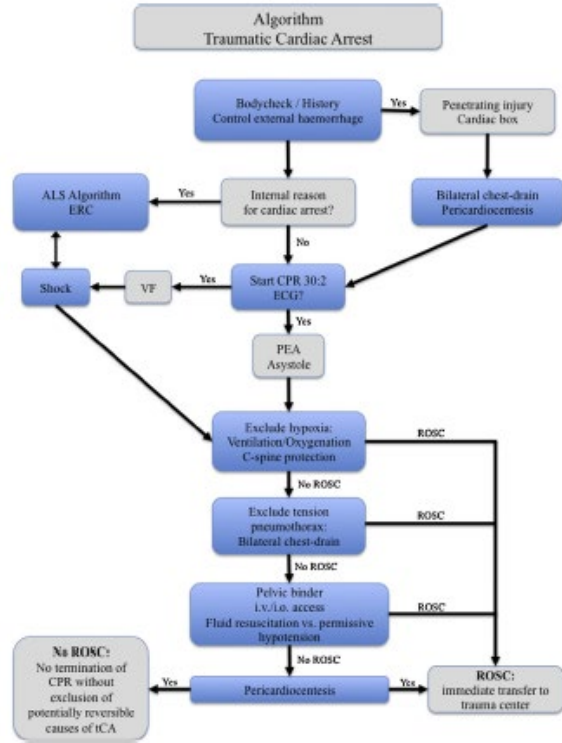 Algorithm
Traumatic Cardiac Arrest
Bodycheck / History
Control external haemorrhage
Yes
Penetrating injury
Cardiac box
ALS Algorithm
ERC
Yes
Internal reason
for cardiac arrest?
Bilateral chest-drain
Pericardiocentesis
No
Shock
VF
Yes
Start CPR 30:2
ECG?
Yes
PEA
Asystole
Exclude hypoxia:
Ventilation/Oxygenation
C-spine protection
ROSC
No ROSC
Exclude tension
pneumothorax:
Bilateral chest-drain
ROSC
No ROSC
Pelvic binder
i.v./i.o. access
Fluid resuscitation vs. permissive
hypotension
ROSC
No ROSC
No ROSC:
No termination of
CPR without
exclusion of
potentially reversible
causes of tCA
Yes
Pericardiocentesis
Yes
ROSC:
immediate transfer to
trauma center